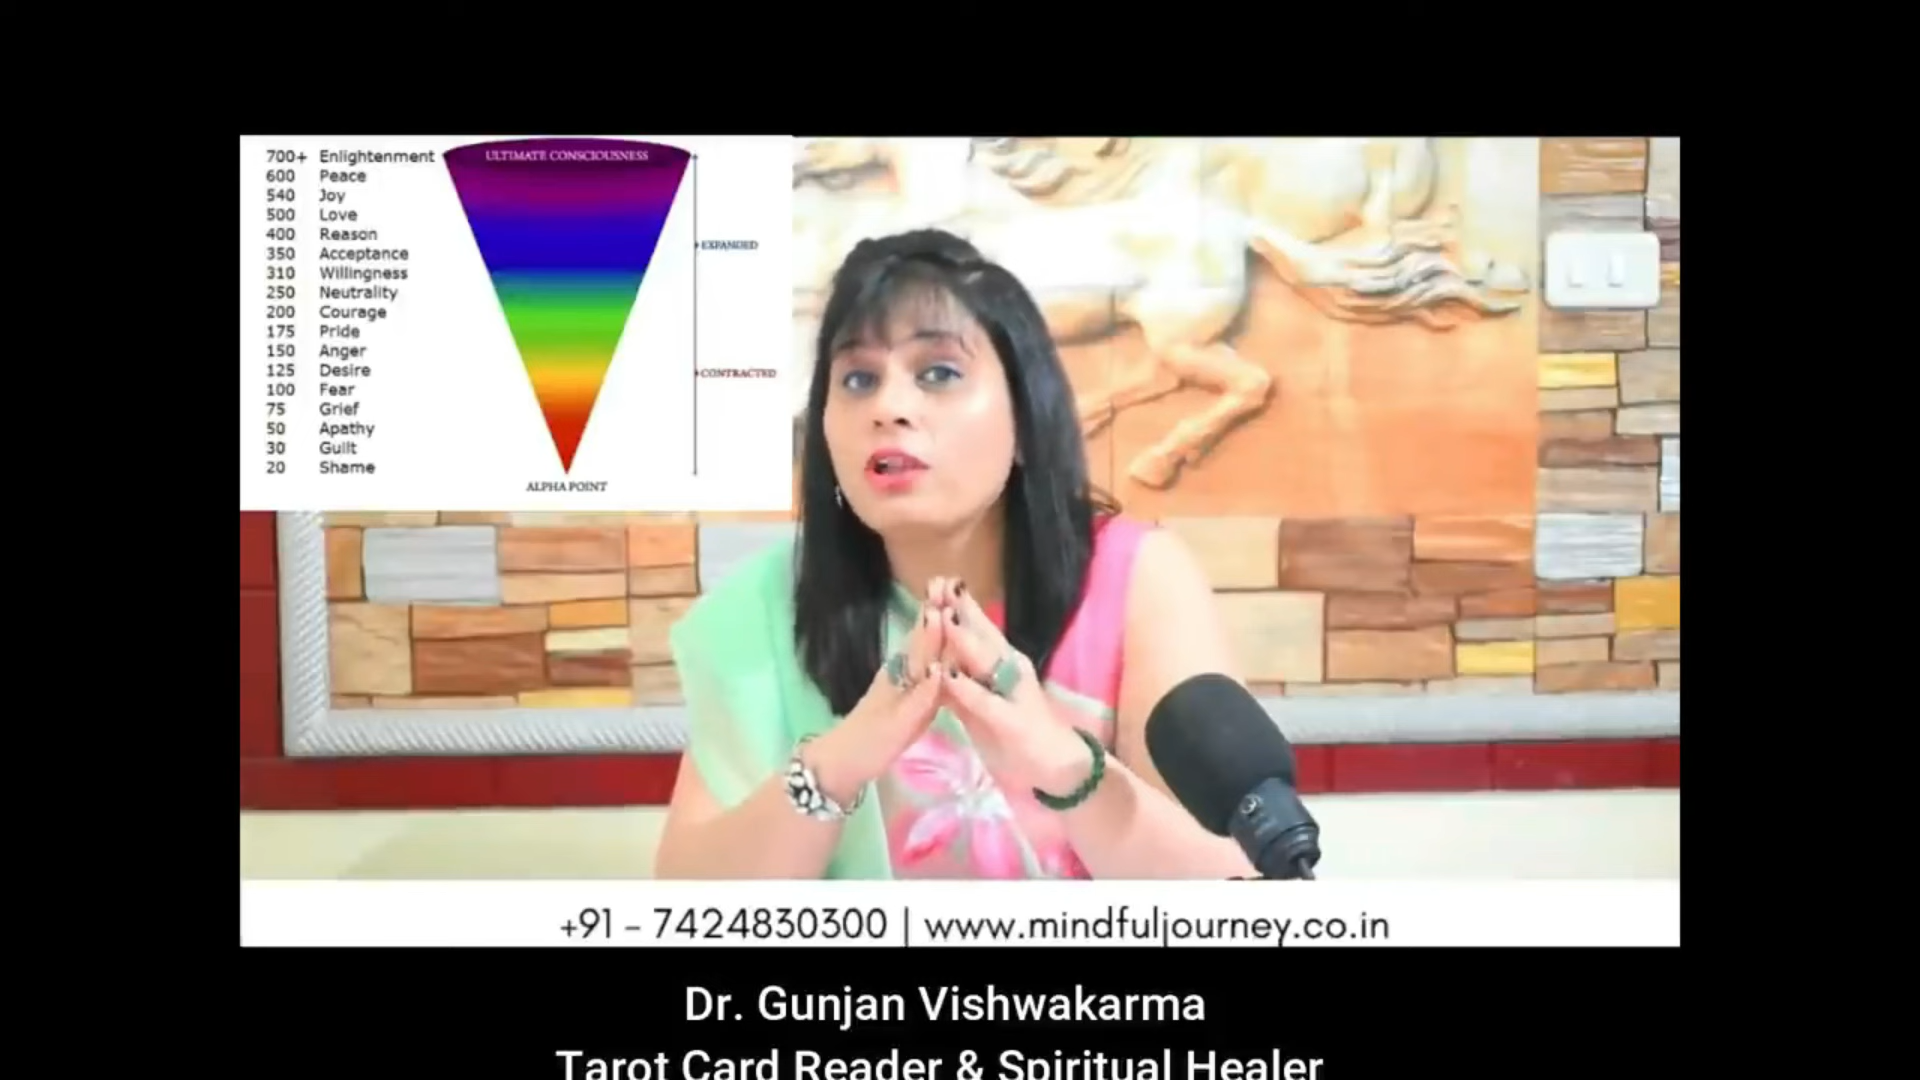 700+ Enlightenment
600 Peace
540 Joy
500 Love
400 Reason
350 Acceptance
310 Willingness
250 Neutrality
200 Courage
175 Pride
150 Anger
125 Desire
100 Fear
75 Grief
50 Apathy
30 Guilt
20 Shame
ULTIMATE CONSCIOUSNESS
EXPANDED
CONTRACTED
ALPHA POINT
+91 - 7424830300 | www.mindfuljourney.co.in
Dr. Gunjan Vishwakarma
Tarot Card Reader & Spiritual Healer